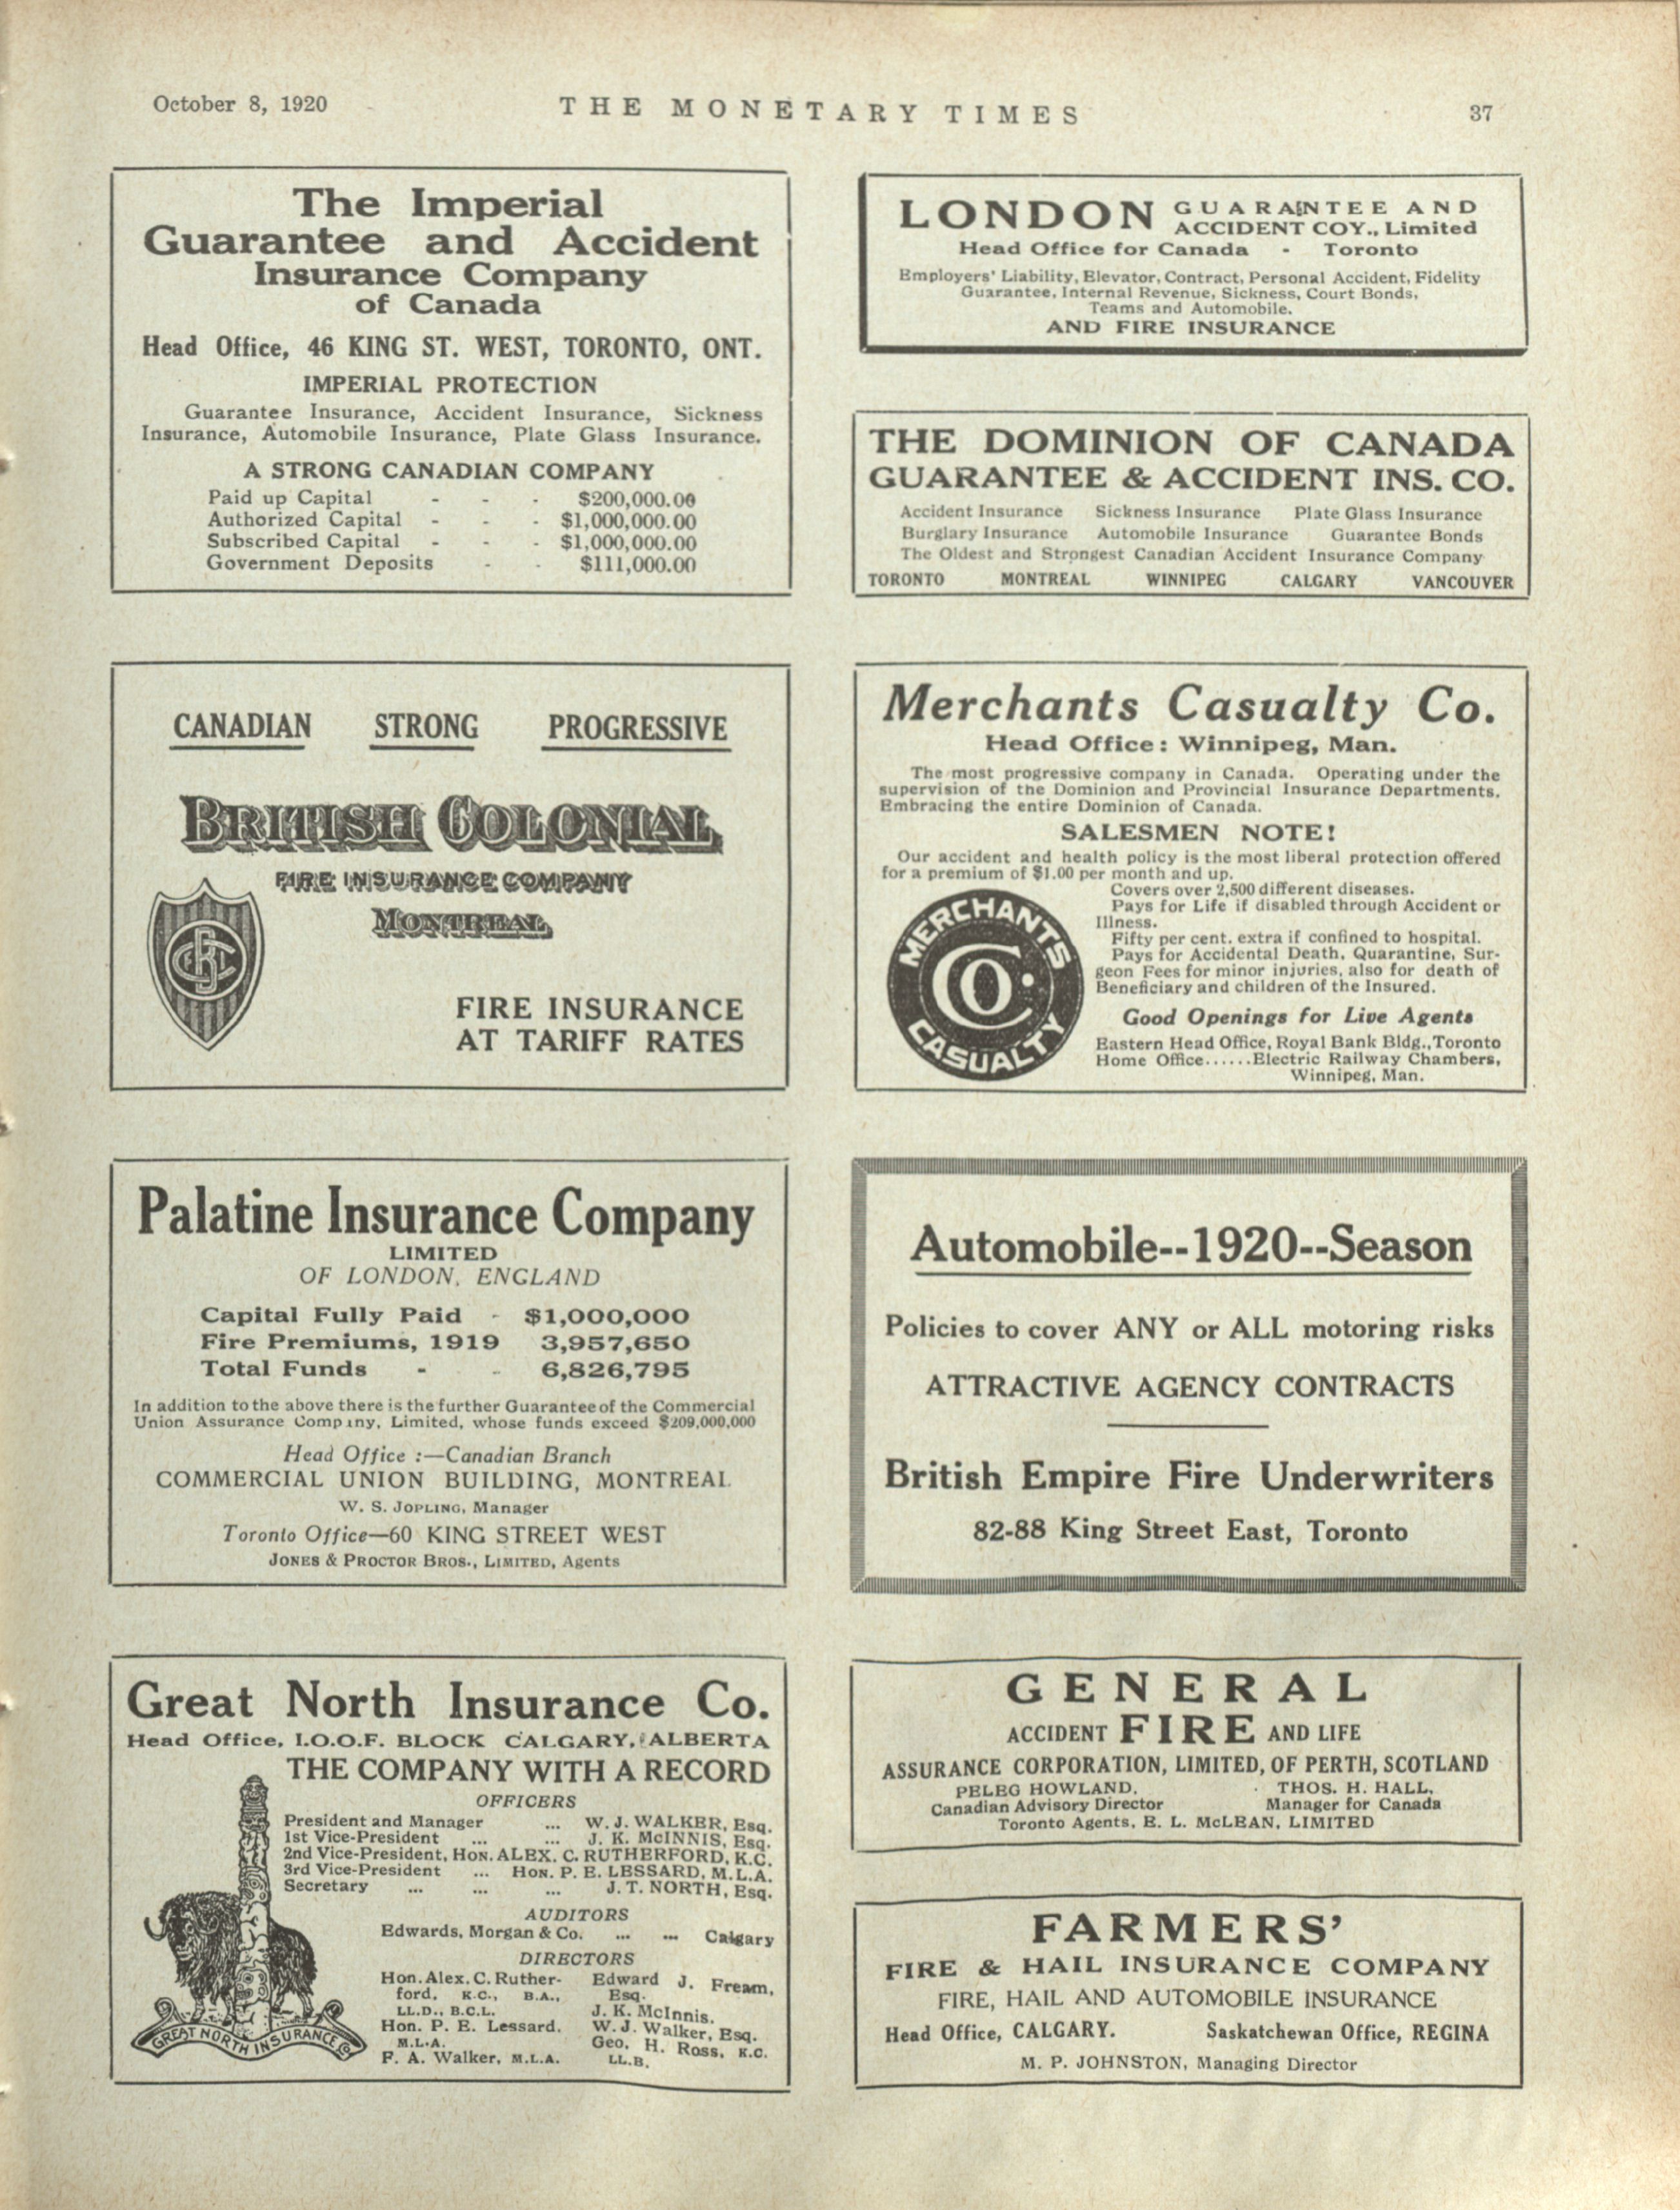 October 8, 1920
THE MONETARY TIMES
37
The Imperial
Guarantee and Accident
Insurance Company
of Canada
Head Office, 46 KING ST. WEST, TORONTO, ONT.
IMPERIAL PROTECTION
Guarantee Insurance, Accident Insurance, Sickness
Insurance, Automobile Insurance, Plate Glass Insurance.
A STRONG CANADIAN COMPANY
Paid up Capital - - - $200,000.00
Authorized Capital - - - $1,000,000.00
Subscribed Capital - - - $1,000,000.00
Government Deposits - - $111,000.00
CANADIAN STRONG PROGRESSIVE
BRITISH COLONIAL
FIRE INSURANCE COMPANY
MONTREAL
FIRE INSURANCE
AT TARIFF RATES
Palatine Insurance Company
LIMITED
OF LONDON, ENGLAND
Capital Fully Paid - $1,000,000
Fire Premiums, 1919 3,957,650
Total Funds - - 6,826,795
In addition to the above there is the further Guarantee of the Commercial
Union Assurance Company, Limited, whose funds exceed $209,000,000
Head Office :—Canadian Branch
COMMERCIAL UNION BUILDING, MONTREAL
W. S. JOPLING, Manager
Toronto Office—60 KING STREET WEST
JONES & PROCTOR BROS., LIMITED, Agents
Great North Insurance Co.
Head Office, I.O.O.F. BLOCK CALGARY, ALBERTA
THE COMPANY WITH A RECORD
OFFICERS
President and Manager ... W. J. WALKER, Esq.
1st Vice-President ... ... J. K. McINNIS, Esq.
2nd Vice-President, HON. ALEX. C. RUTHERFORD, K.C.
3rd Vice-President ... HON. P. E. LESSARD, M.L.A.
Secretary ... ... ... J. T. NORTH, Esq.
AUDITORS
Edwards, Morgan & Co. ... ... Calgary
DIRECTORS
Hon. Alex. C. Ruther-
ford, K.C., B.A.,
LL.D., B.C.L.
Hon. P. E. Lessard,
M.L.A.
F. A. Walker, M.L.A.
Edward J. Fream,
Esq.
J. K. McInnis.
W. J. Walker, Esq.
Geo. H. Ross, K.C.
LL.B.
GREAT NORTH INSURANCE Co
LONDON GUARANTEE AND
ACCIDENT COY., Limited
Head Office for Canada - Toronto
Employers' Liability, Elevator, Contract, Personal Accident, Fidelity
Guarantee, Internal Revenue, Sickness, Court Bonds,
Teams and Automobile.
AND FIRE INSURANCE
THE DOMINION OF CANADA
GUARANTEE & ACCIDENT INS. CO.
Accident Insurance Sickness Insurance Plate Glass Insurance
Burglary Insurance Automobile Insurance Guarantee Bonds
The Oldest and Strongest Canadian Accident Insurance Company
TORONTO MONTREAL WINNIPEG CALGARY VANCOUVER
Merchants Casualty Co.
Head Office: Winnipeg, Man.
The most progressive company in Canada. Operating under the
supervision of the Dominion and Provincial Insurance Departments.
Embracing the entire Dominion of Canada.
SALESMEN NOTE!
Our accident and health policy is the most liberal protection offered
for a premium of $1.00 per month and up.
Covers over 2,500 different diseases.
Pays for Life if disabled through Accident or
Illness.
Fifty per cent. extra if confined to hospital.
Pays for Accidental Death, Quarantine, Sur-
geon Fees for minor injuries, also for death of
Beneficiary and children of the Insured.
Good Openings for Live Agents
Eastern Head Office, Royal Bank Bldg., Toronto
Home Office......Electric Railway Chambers,
Winnipeg, Man.
MERCHANTS
CO.
CASUALTY
Automobile--1920--Season
Policies to cover ANY or ALL motoring risks
ATTRACTIVE AGENCY CONTRACTS
British Empire Fire Underwriters
82-88 King Street East, Toronto
GENERAL
ACCIDENT FIRE AND LIFE
ASSURANCE CORPORATION, LIMITED, OF PERTH, SCOTLAND
PELEG HOWLAND, THOS. H. HALL,
Canadian Advisory Director Manager for Canada
Toronto Agents, E. L. McLEAN, LIMITED
FARMERS'
FIRE & HAIL INSURANCE COMPANY
FIRE, HAIL AND AUTOMOBILE INSURANCE
Head Office, CALGARY. Saskatchewan Office, REGINA
M. P. JOHNSTON, Managing Director